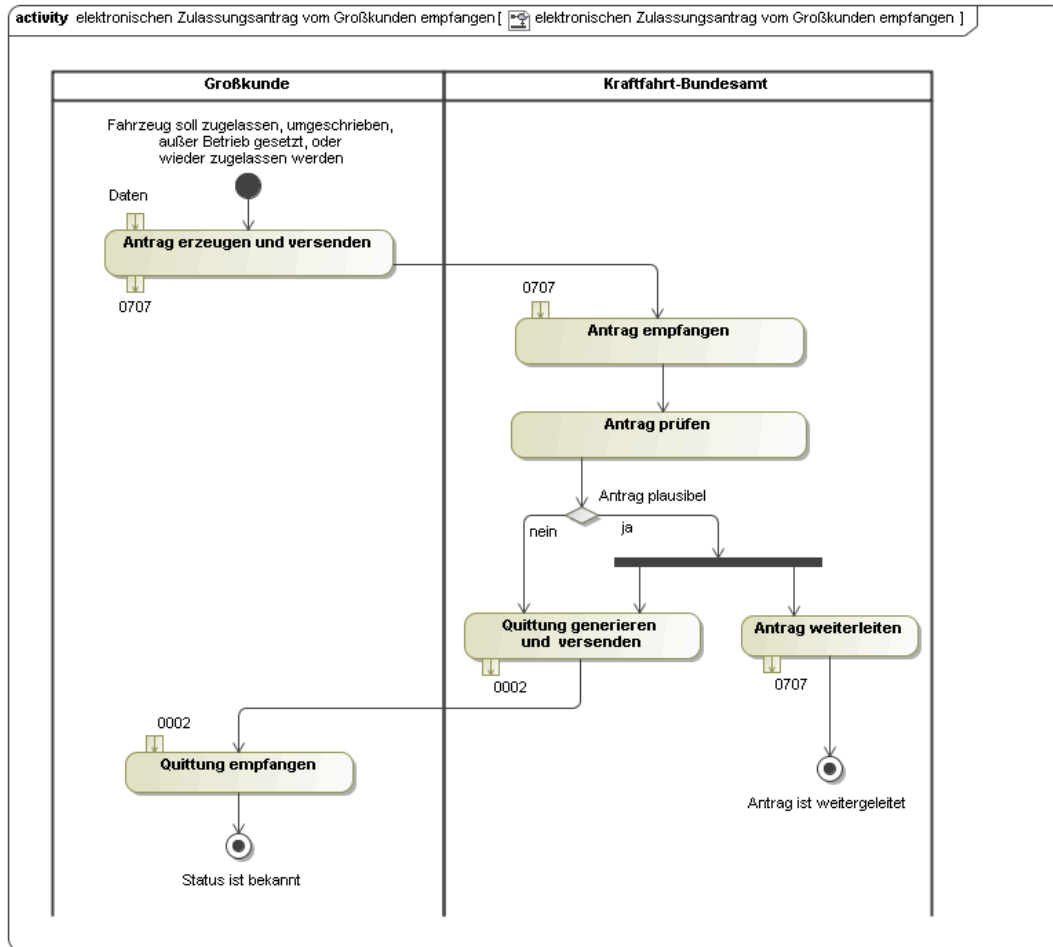 activity elektronischen Zulassungsantrag vom Großkunden empfangen [ elektronischen Zulassungsantrag vom Großkunden empfangen ]
Großkunde
Kraftfahrt-Bundesamt
Fahrzeug soll zugelassen, umgeschrieben,
außer Betrieb gesetzt, oder
wieder zugelassen werden
Daten
Antrag erzeugen und versenden
0707
0707
Antrag empfangen
Antrag prüfen
Antrag plausibel
nein
ja
Quittung generieren
und versenden
Antrag weiterleiten
0002
0707
0002
Quittung empfangen
Antrag ist weitergeleitet
Status ist bekannt